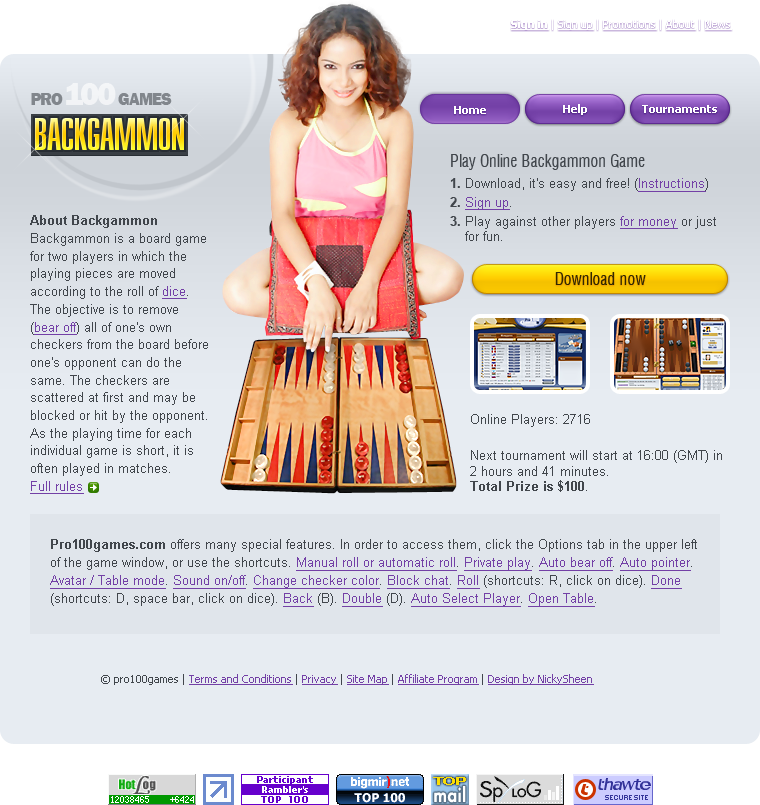 Sign in | Sign up | Promotions | About | News
PRO 100 GAMES
BACKGAMMON
Home
Help
Tournaments
Play Online Backgammon Game
1. Download, it's easy and free! (Instructions)
2. Sign up.
3. Play against other players for money or just
for fun.
Download now
About Backgammon
Backgammon is a board game
for two players in which the
playing pieces are moved
according to the roll of dice.
The objective is to remove
(bear off) all of one's own
checkers from the board before
one's opponent can do the
same. The checkers are
scattered at first and may be
blocked or hit by the opponent.
As the playing time for each
individual game is short, it is
often played in matches.
Full rules
Online Players: 2716
Next tournament will start at 16:00 (GMT) in
2 hours and 41 minutes.
Total Prize is $100.
Pro100games.com offers many special features. In order to access them, click the Options tab in the upper left
of the game window, or use the shortcuts. Manual roll or automatic roll. Private play. Auto bear off. Auto pointer.
Avatar / Table mode. Sound on/off. Change checker color. Block chat. Roll (shortcuts: R, click on dice). Done
(shortcuts: D, space bar, click on dice). Back (B). Double (D). Auto Select Player. Open Table.
© pro100games | Terms and Conditions | Privacy | Site Map | Affiliate Program | Design by NickySheen
HotLog
12038465 +6424
Participant
Rambler's
TOP 100
bigmir)net
TOP 100
TOP
mail
SpyLOG
thawte
SECURE SITE